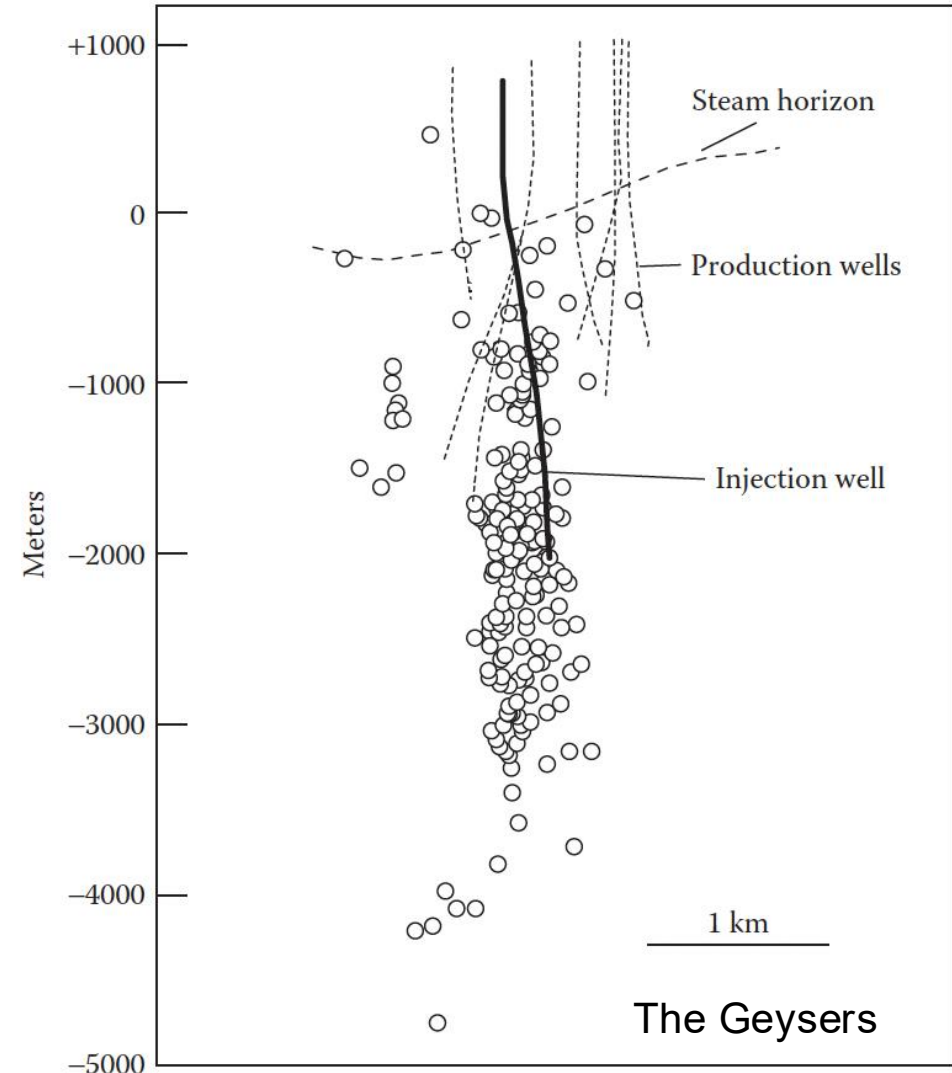 +1000
Steam horizon
0
Production wells
−1000
Injection well
Meters
−2000
−3000
−4000
1 km
The Geysers
−5000